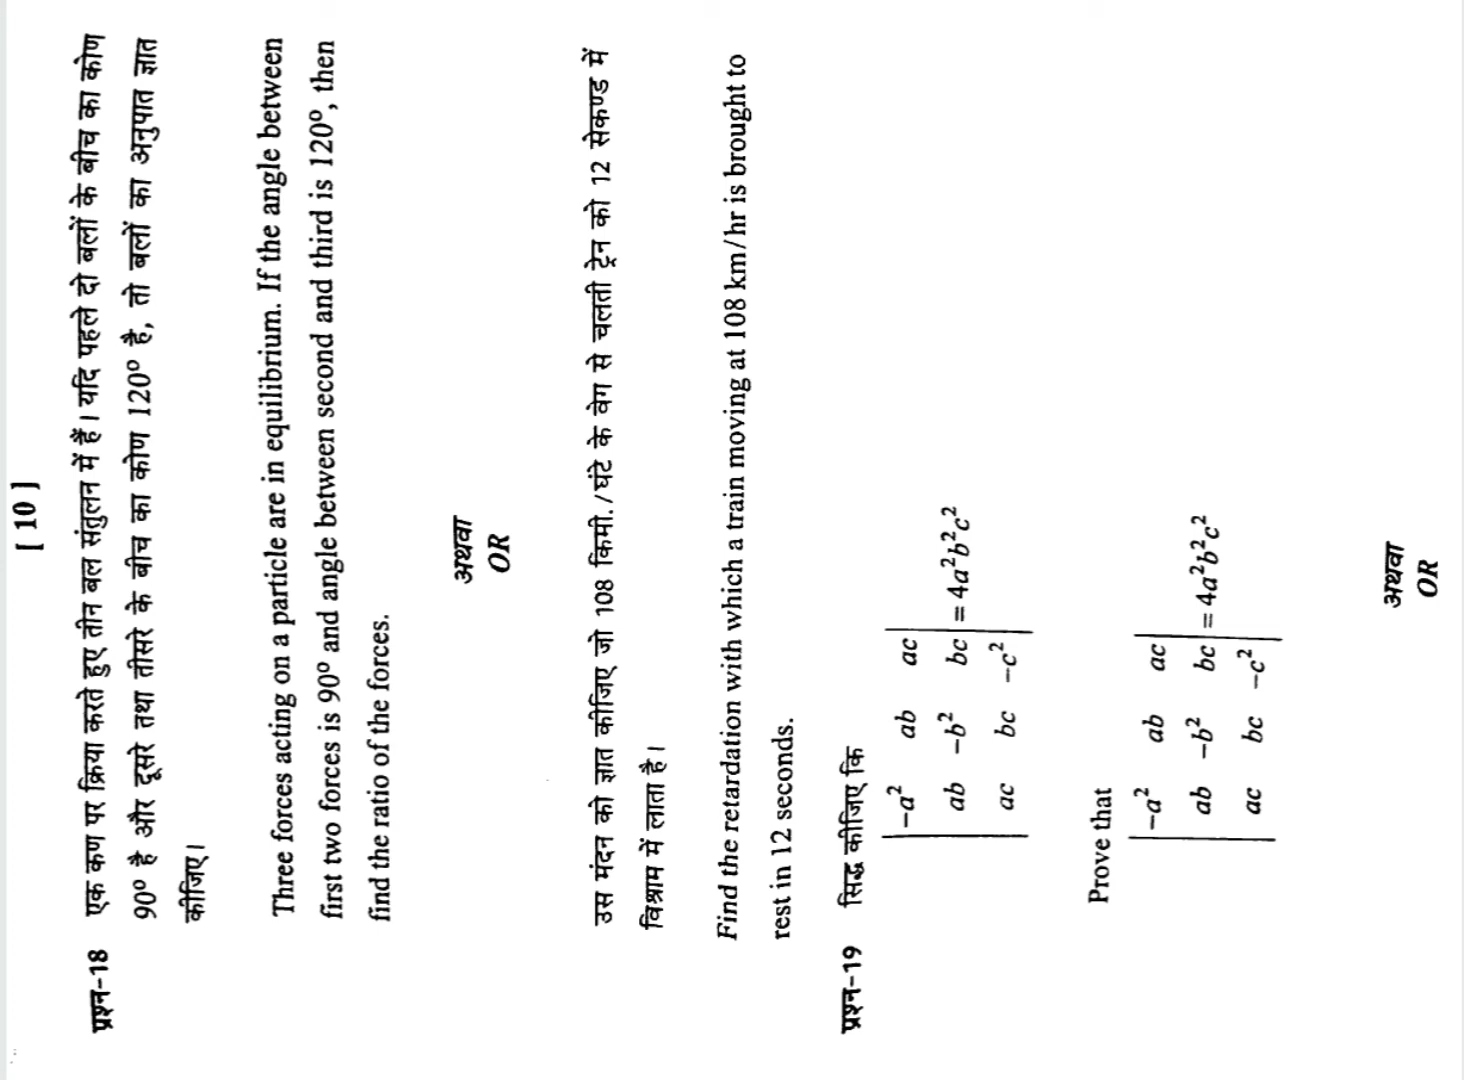 [ 10 ]
प्रश्न-18 एक कण पर क्रिया करते हुए तीन बल संतुलन में हैं। यदि पहले दो बलों के बीच का कोण
90° है और दूसरे तथा तीसरे के बीच का कोण 120° है, तो बलों का अनुपात ज्ञात
कीजिए।
Three forces acting on a particle are in equilibrium. If the angle between
first two forces is 90° and angle between second and third is 120°, then
find the ratio of the forces.
अथवा
OR
उस मंदन को ज्ञात कीजिए जो 108 किमी./घंटे के वेग से चलती ट्रेन को 12 सेकण्ड में
विश्राम में लाता है।
Find the retardation with which a train moving at 108 km/hr is brought to
rest in 12 seconds.
प्रश्न-19 सिद्ध कीजिए कि
| −a² ab ac |
| ab −b² bc | = 4a²b²c²
| ac bc −c² |
Prove that
| −a² ab ac |
| ab −b² bc | = 4a²b²c²
| ac bc −c² |
अथवा
OR